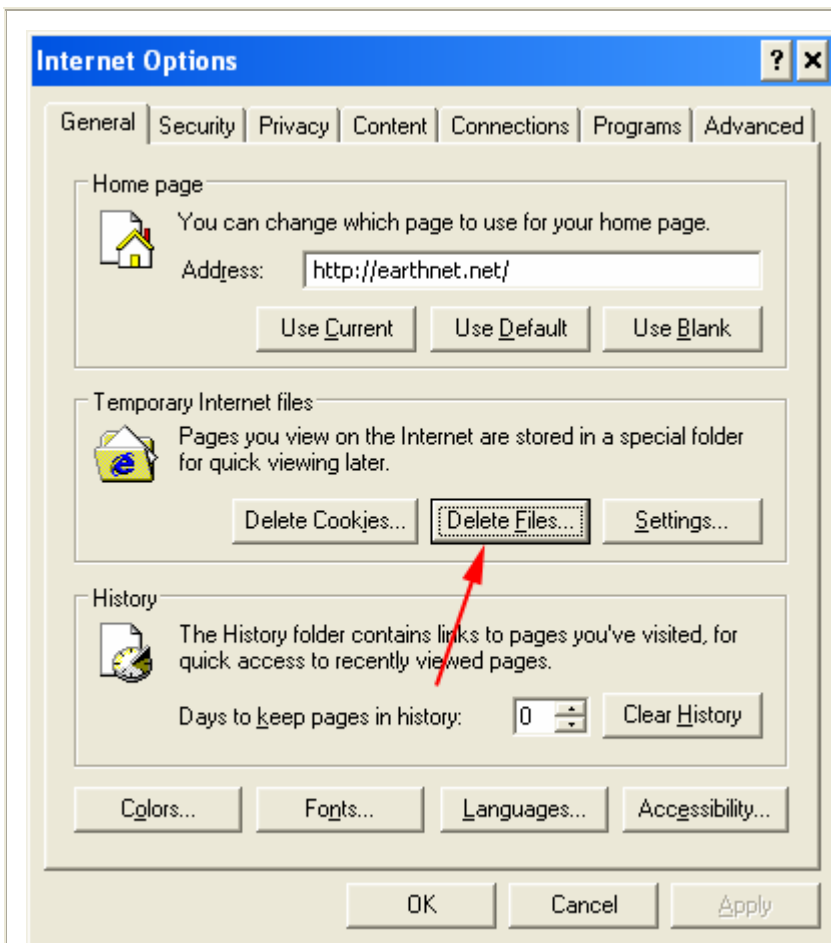 Internet Options
General Security Privacy Content Connections Programs Advanced
Home page
You can change which page to use for your home page.
Address: http://earthnet.net/
Use Current Use Default Use Blank
Temporary Internet files
Pages you view on the Internet are stored in a special folder
for quick viewing later.
Delete Cookies... Delete Files... Settings...
History
The History folder contains links to pages you've visited, for
quick access to recently viewed pages.
Days to keep pages in history: 0 Clear History
Colors... Fonts... Languages... Accessibility...
OK Cancel Apply